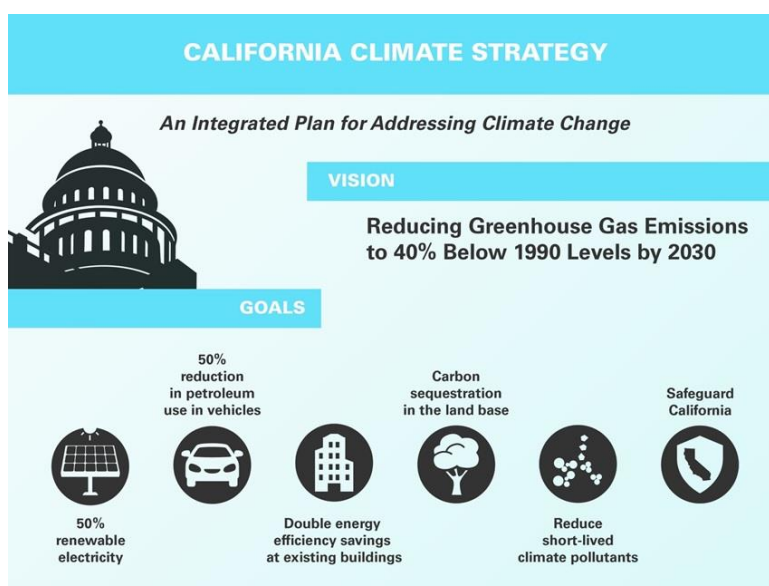 CALIFORNIA CLIMATE STRATEGY
An Integrated Plan for Addressing Climate Change
VISION
Reducing Greenhouse Gas Emissions
to 40% Below 1990 Levels by 2030
GOALS
50%
renewable
electricity
50%
reduction
in petroleum
use in vehicles
Double energy
efficiency savings
at existing buildings
Carbon
sequestration
in the land base
Reduce
short-lived
climate pollutants
Safeguard
California